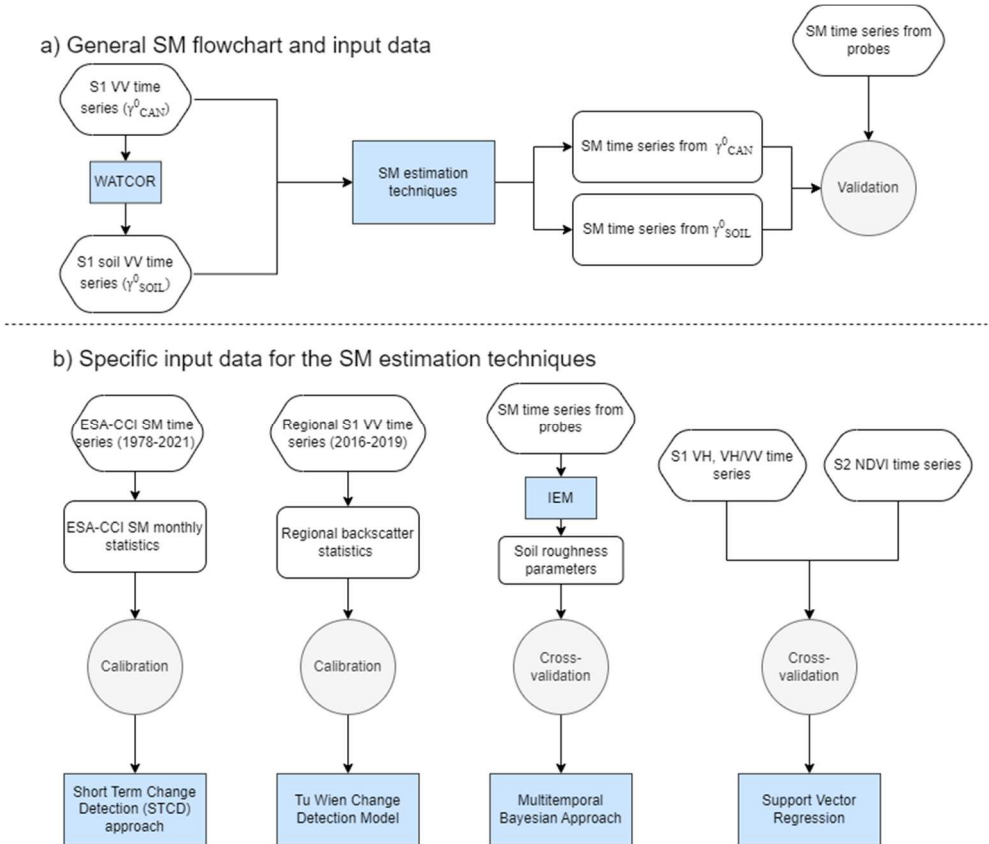 a) General SM flowchart and input data
S1 VV time
series (γ⁰CAN)
WATCOR
S1 soil VV time
series (γ⁰SOIL)
SM estimation
techniques
SM time series from γ⁰CAN
SM time series from γ⁰SOIL
SM time series from
probes
Validation
b) Specific input data for the SM estimation techniques
ESA-CCI SM time
series (1978-2021)
ESA-CCI SM monthly
statistics
Calibration
Short Term Change
Detection (STCD)
approach
Regional S1 VV time
series (2016-2019)
Regional backscatter
statistics
Calibration
Tu Wien Change
Detection Model
SM time series from
probes
IEM
Soil roughness
parameters
Cross-
validation
Multitemporal
Bayesian Approach
S1 VH, VH/VV time
series
S2 NDVI time series
Cross-
validation
Support Vector
Regression